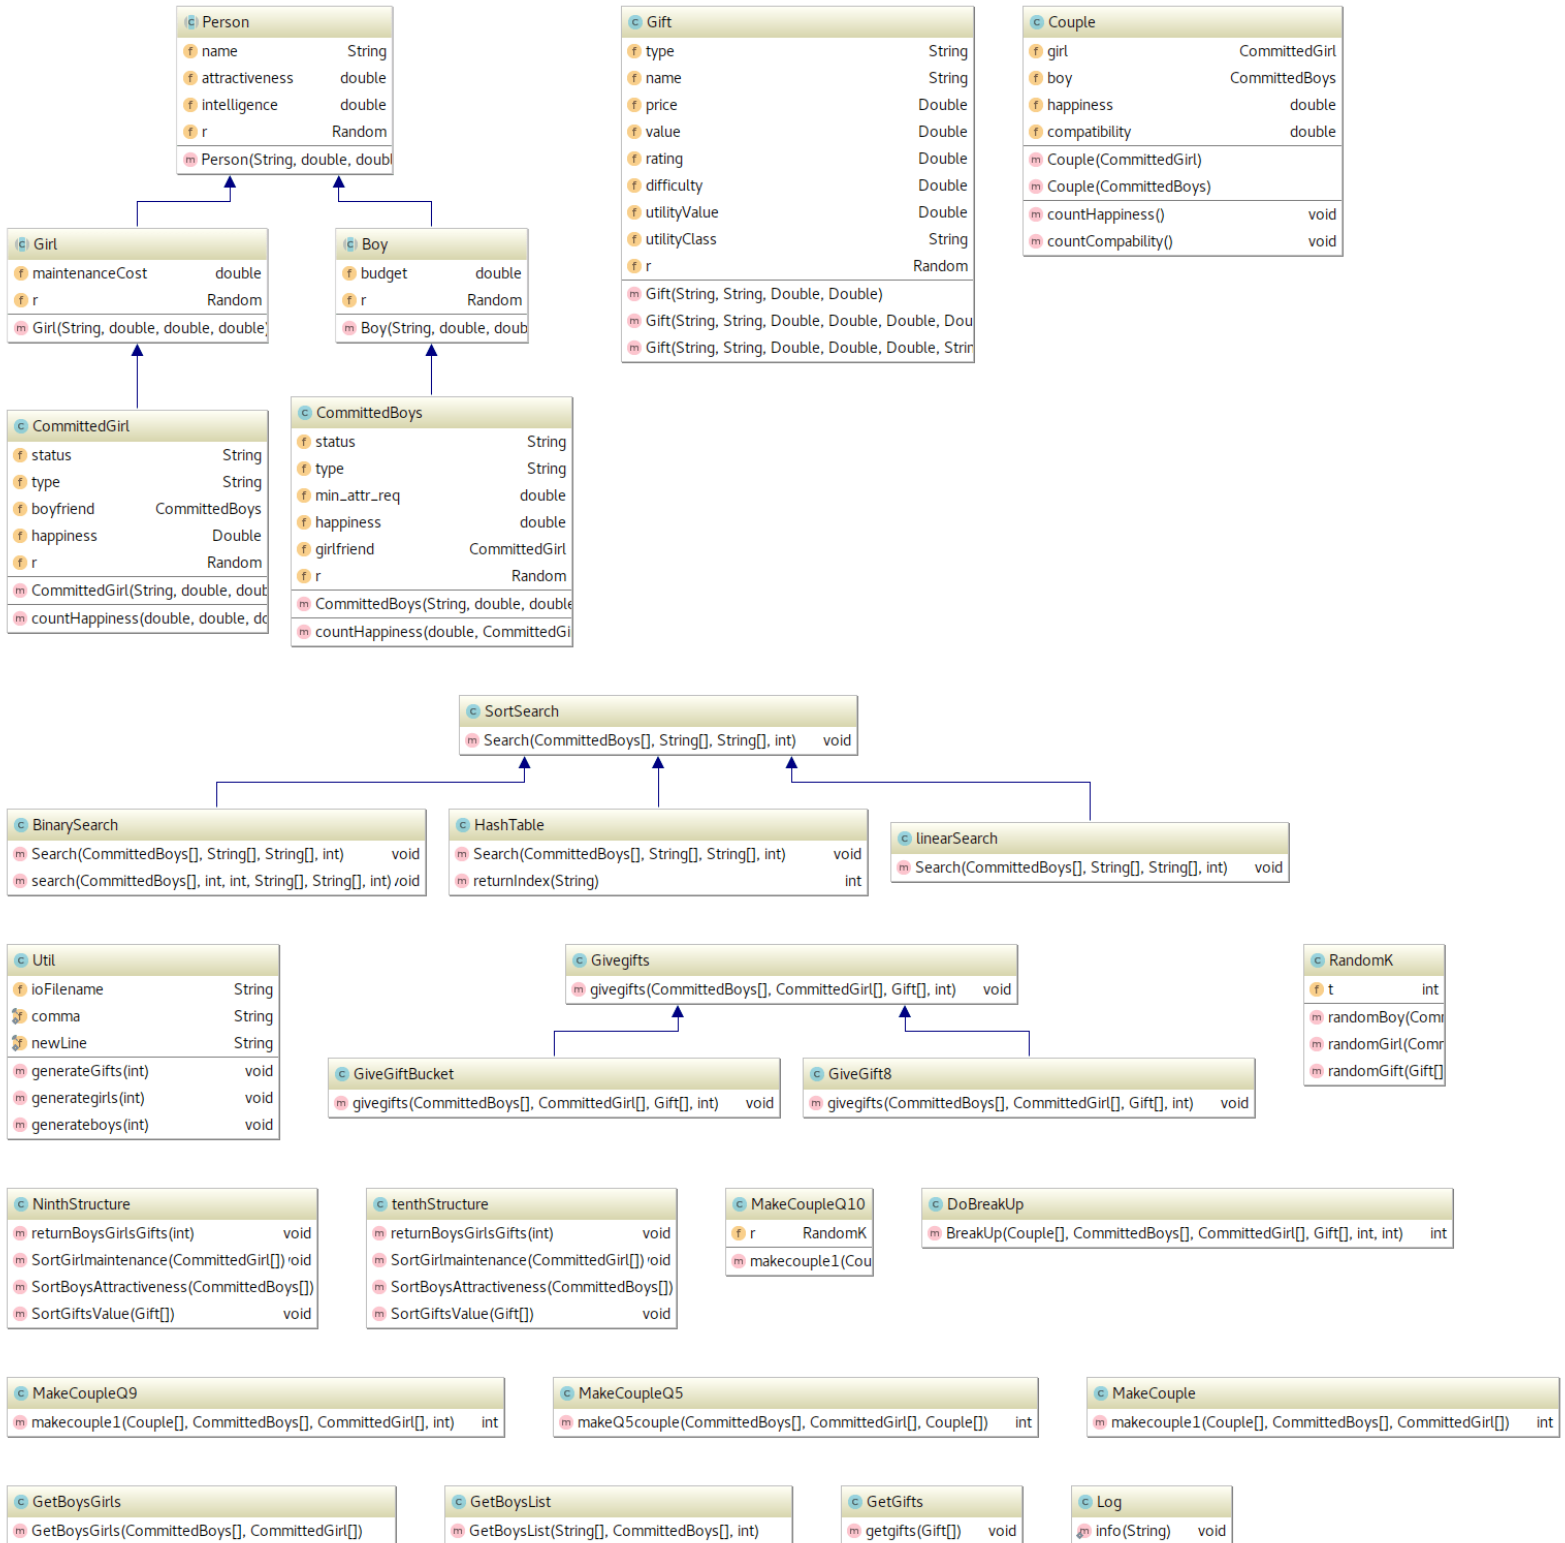 Person
name String
attractiveness double
intelligence double
r Random
Person(String, double, doubl
Gift
type String
name String
price Double
value Double
rating Double
difficulty Double
utilityValue Double
utilityClass String
r Random
Gift(String, String, Double, Double)
Gift(String, String, Double, Double, Double, Dou
Gift(String, String, Double, Double, Double, Strin
Couple
girl CommittedGirl
boy CommittedBoys
happiness double
compatibility double
Couple(CommittedGirl)
Couple(CommittedBoys)
countHappiness() void
countCompability() void
Girl
maintenanceCost double
r Random
Girl(String, double, double, double)
Boy
budget double
r Random
Boy(String, double, doub
CommittedGirl
status String
type String
boyfriend CommittedBoys
happiness Double
r Random
CommittedGirl(String, double, doub
countHappiness(double, double, do
CommittedBoys
status String
type String
min_attr_req double
happiness double
girlfriend CommittedGirl
r Random
CommittedBoys(String, double, double
countHappiness(double, CommittedGi
SortSearch
Search(CommittedBoys[], String[], String[], int) void
BinarySearch
Search(CommittedBoys[], String[], String[], int) void
search(CommittedBoys[], int, int, String[], String[], int) void
HashTable
Search(CommittedBoys[], String[], String[], int) void
returnIndex(String) int
linearSearch
Search(CommittedBoys[], String[], String[], int) void
Util
ioFilename String
comma String
newLine String
generateGifts(int) void
generategirls(int) void
generateboys(int) void
Givegifts
givegifts(CommittedBoys[], CommittedGirl[], Gift[], int) void
GiveGiftBucket
givegifts(CommittedBoys[], CommittedGirl[], Gift[], int) void
GiveGift8
givegifts(CommittedBoys[], CommittedGirl[], Gift[], int) void
RandomK
t int
randomBoy(Comm
randomGirl(Comr
randomGift(Gift[]
NinthStructure
returnBoysGirlsGifts(int) void
SortGirlmaintenance(CommittedGirl[]) void
SortBoysAttractiveness(CommittedBoys[])
SortGiftsValue(Gift[]) void
tenthStructure
returnBoysGirlsGifts(int) void
SortGirlmaintenance(CommittedGirl[]) void
SortBoysAttractiveness(CommittedBoys[])
SortGiftsValue(Gift[]) void
MakeCoupleQ10
r RandomK
makecouple1(Cou
DoBreakUp
BreakUp(Couple[], CommittedBoys[], CommittedGirl[], Gift[], int, int) int
MakeCoupleQ9
makecouple1(Couple[], CommittedBoys[], CommittedGirl[], int) int
MakeCoupleQ5
makeQ5couple(CommittedBoys[], CommittedGirl[], Couple[]) int
MakeCouple
makecouple1(Couple[], CommittedBoys[], CommittedGirl[]) int
GetBoysGirls
GetBoysGirls(CommittedBoys[], CommittedGirl[])
GetBoysList
GetBoysList(String[], CommittedBoys[], int)
GetGifts
getgifts(Gift[]) void
Log
info(String) void